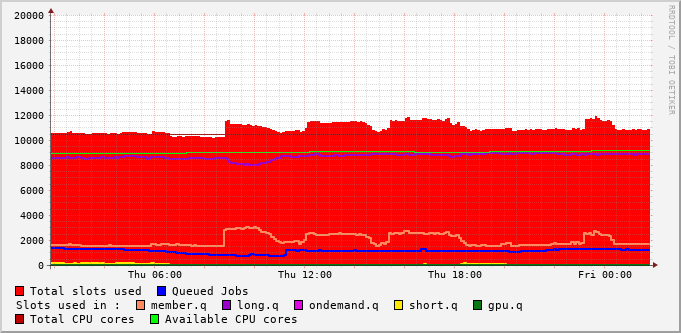 RRDTOOL / TOBI OETIKER
20000
18000
16000
14000
12000
10000
8000
6000
4000
2000
0
Thu 06:00 Thu 12:00 Thu 18:00 Fri 00:00
Total slots used Queued Jobs
Slots used in : member.q long.q ondemand.q short.q gpu.q
Total CPU cores Available CPU cores